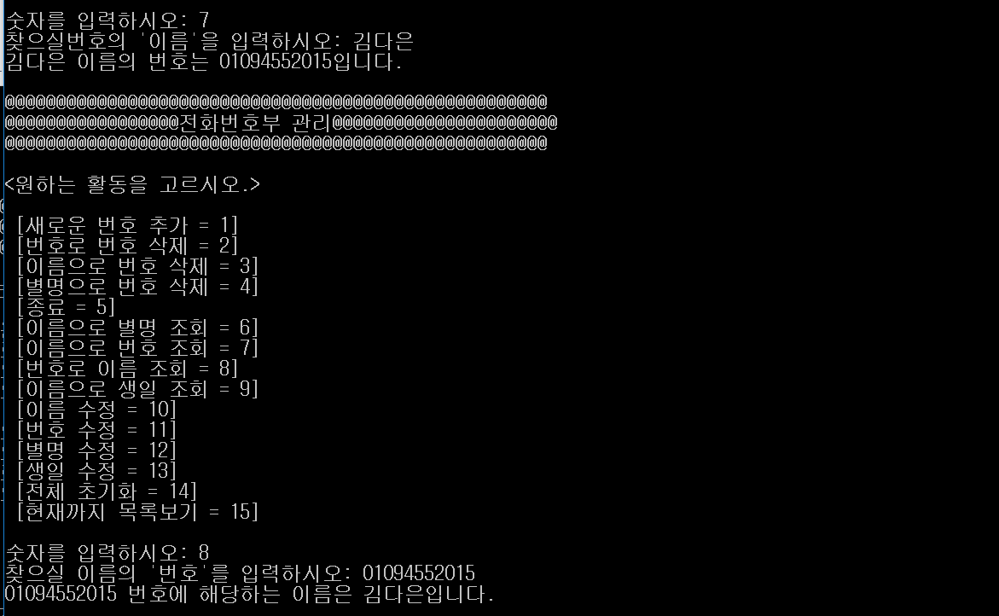 숫자를 입력하시오: 7
찾으실번호의 '이름'을 입력하시오: 김다은
김다은 이름의 번호는 01094552015입니다.
@@@@@@@@@@@@@@@@@@@@@@@@@@@@@@@@@@@@@@@@@@@@@@@@@@@@@
@@@@@@@@@@@@@@@@@전화번호부 관리@@@@@@@@@@@@@@@@@@@@@@
@@@@@@@@@@@@@@@@@@@@@@@@@@@@@@@@@@@@@@@@@@@@@@@@@@@@@
<원하는 활동을 고르시오.>
[새로운 번호 추가 = 1]
[번호로 번호 삭제 = 2]
[이름으로 번호 삭제 = 3]
[별명으로 번호 삭제 = 4]
[종료 = 5]
[이름으로 별명 조회 = 6]
[이름으로 번호 조회 = 7]
[번호로 이름 조회 = 8]
[이름으로 생일 조회 = 9]
[이름 수정 = 10]
[번호 수정 = 11]
[별명 수정 = 12]
[생일 수정 = 13]
[전체 초기화 = 14]
[현재까지 목록보기 = 15]
숫자를 입력하시오: 8
찾으실 이름의 '번호'를 입력하시오: 01094552015
01094552015 번호에 해당하는 이름은 김다은입니다.